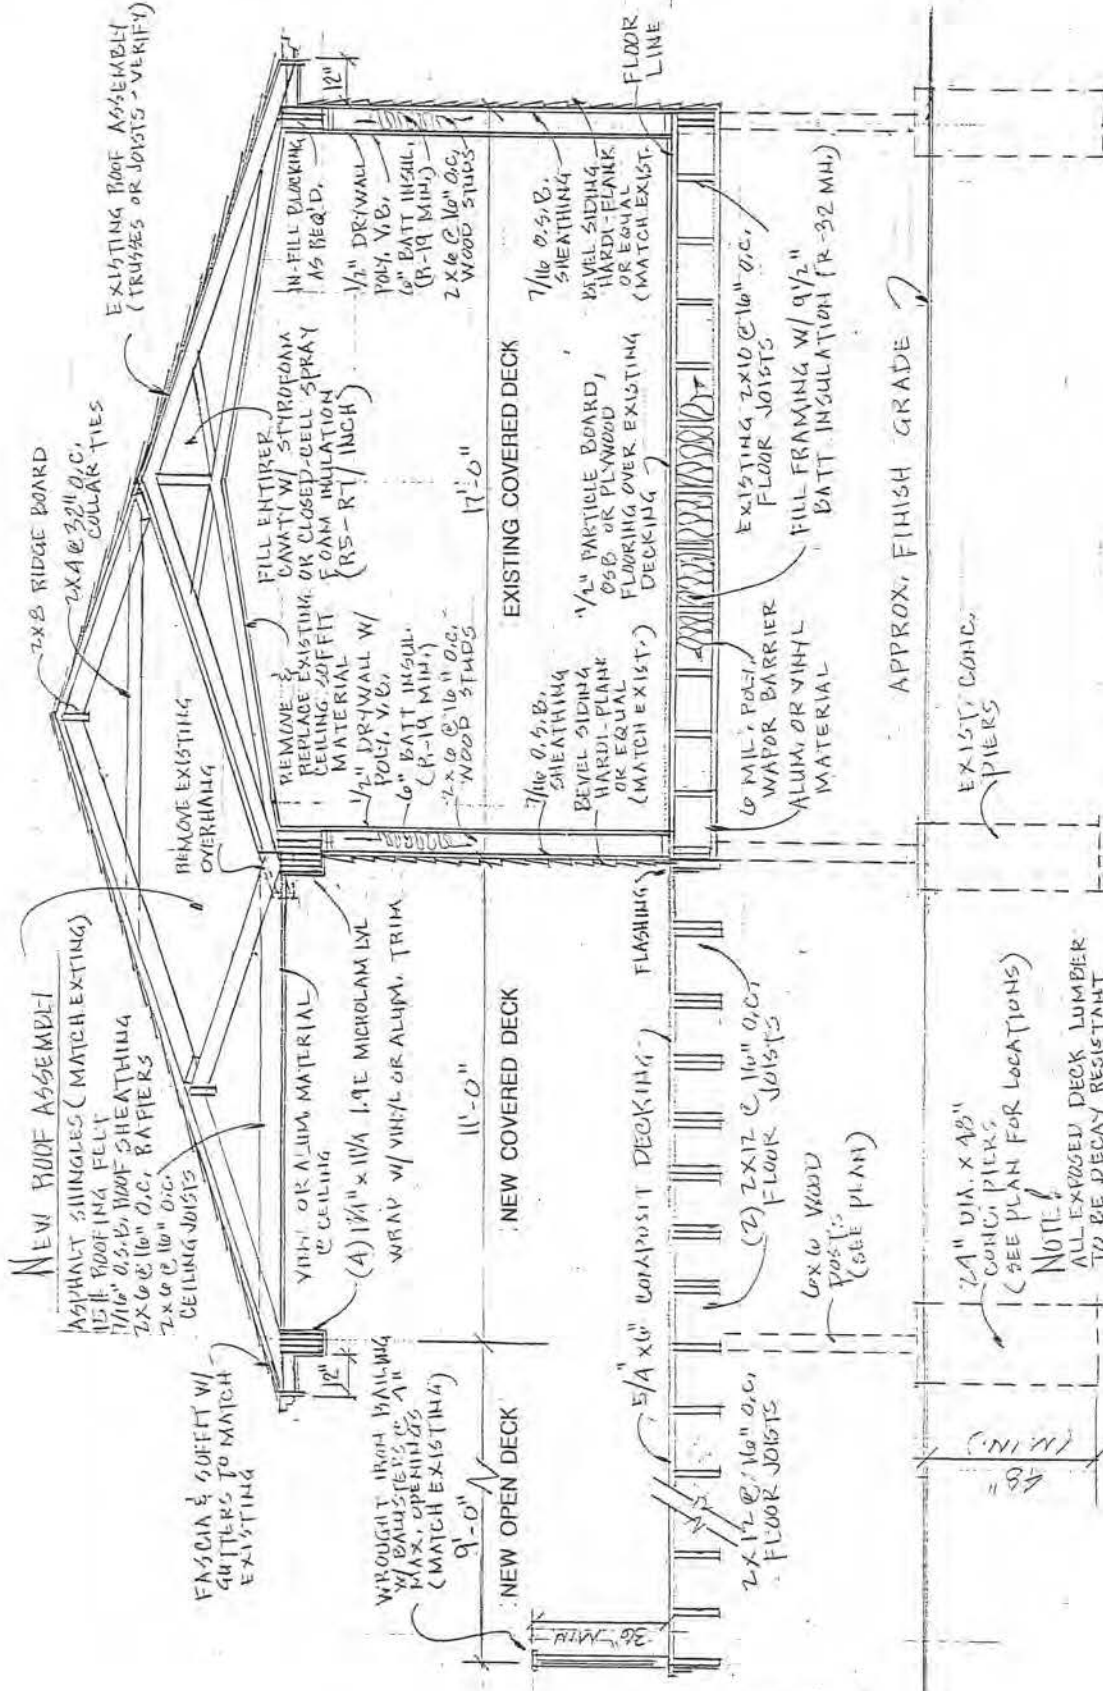 NEW ROOF ASSEMBLY
ASPHALT SHINGLES (MATCH EXTING)
15# ROOFING FELT
7/16" O.S.B. ROOF SHEATHING
2x6 @ 16" O.C. RAFTERS
2x6 @ 16" O.C.
CEILING JOISTS
FASCIA & SOFFIT W/
GUTTERS TO MATCH
EXISTING
2x8 RIDGE BOARD
2x4 @ 32" O.C.
COLLAR TIES
EXISTING ROOF ASSEMBLY
(TRUSSES OR JOISTS - VERIFY)
REMOVE EXISTING
OVERHANG
12"
VINYL OR ALUM. MATERIAL
@ CEILING
(4) 1 3/4" x 11 1/4 1.9E MICROLAM LVL
WRAP W/ VINYL OR ALUM. TRIM
REMOVE &
REPLACE EXISTING
CEILING SOFFIT
MATERIAL
1/2" DRYWALL W/
POLY. V.B.
6" BATT INSUL.
(R-19 MIN.)
2x6 @ 16" O.C.
WOOD STUDS
FILL ENTIRER
CAVATY W/ STYROFOAM
OR CLOSED-CELL SPRAY
FOAM INULATION
(R5-R7/INCH)
IN-FILL BLOCKING
AS REQ'D.
12"
1/2" DRYWALL
POLY. V.B.
6" BATT INSUL.
(R-19 MIN.)
2x6 @ 16" O.C.
WOOD STUDS
WROUGHT IRON RAILING
W/ BALUSTERS @ 4"
MAX. OPENINGS
(MATCH EXISTING)
9'-0"
11'-0"
17'-0"
NEW OPEN DECK
NEW COVERED DECK
EXISTING COVERED DECK
36" MIN.
5/4" x6" COMPOSIT DECKING
FLASHING
7/16 O.S.B.
SHEATHING
BEVEL SIDING
HARDI-PLANK
OR EQUAL
(MATCH EXIST.)
1/2" PARTICLE BOARD,
OSB OR PLYWOOD
FLOORING OVER EXISTING
DECKING
7/16 O.S.B.
SHEATHING
BEVEL SIDING
HARDI-PLANK
OR EQUAL
(MATCH EXIST.
FLOOR
LINE
2x12 @ 16" O.C.
FLOOR JOISTS
(2) 2x12 @ 16" O.C.
FLOOR JOISTS
6x6 WOOD
POSTS
(SEE PLAN)
6 MIL. POLY.
VAPOR BARRIER
ALUM. OR VINYL
MATERIAL
EXISTING 2x10 @ 16" O.C.
FLOOR JOISTS
FILL FRAMING W/ 9 1/2"
BATT INSULATION (R-32 MIN.)
APPROX. FINISH GRADE
48"
(MIN.)
24" DIA. x 48"
CONC. PIERS
(SEE PLAN FOR LOCATIONS)
NOTE:
ALL EXPOSED DECK LUMBER
TO BE DECAY RESISTANT
EXIST. CONC.
PIERS